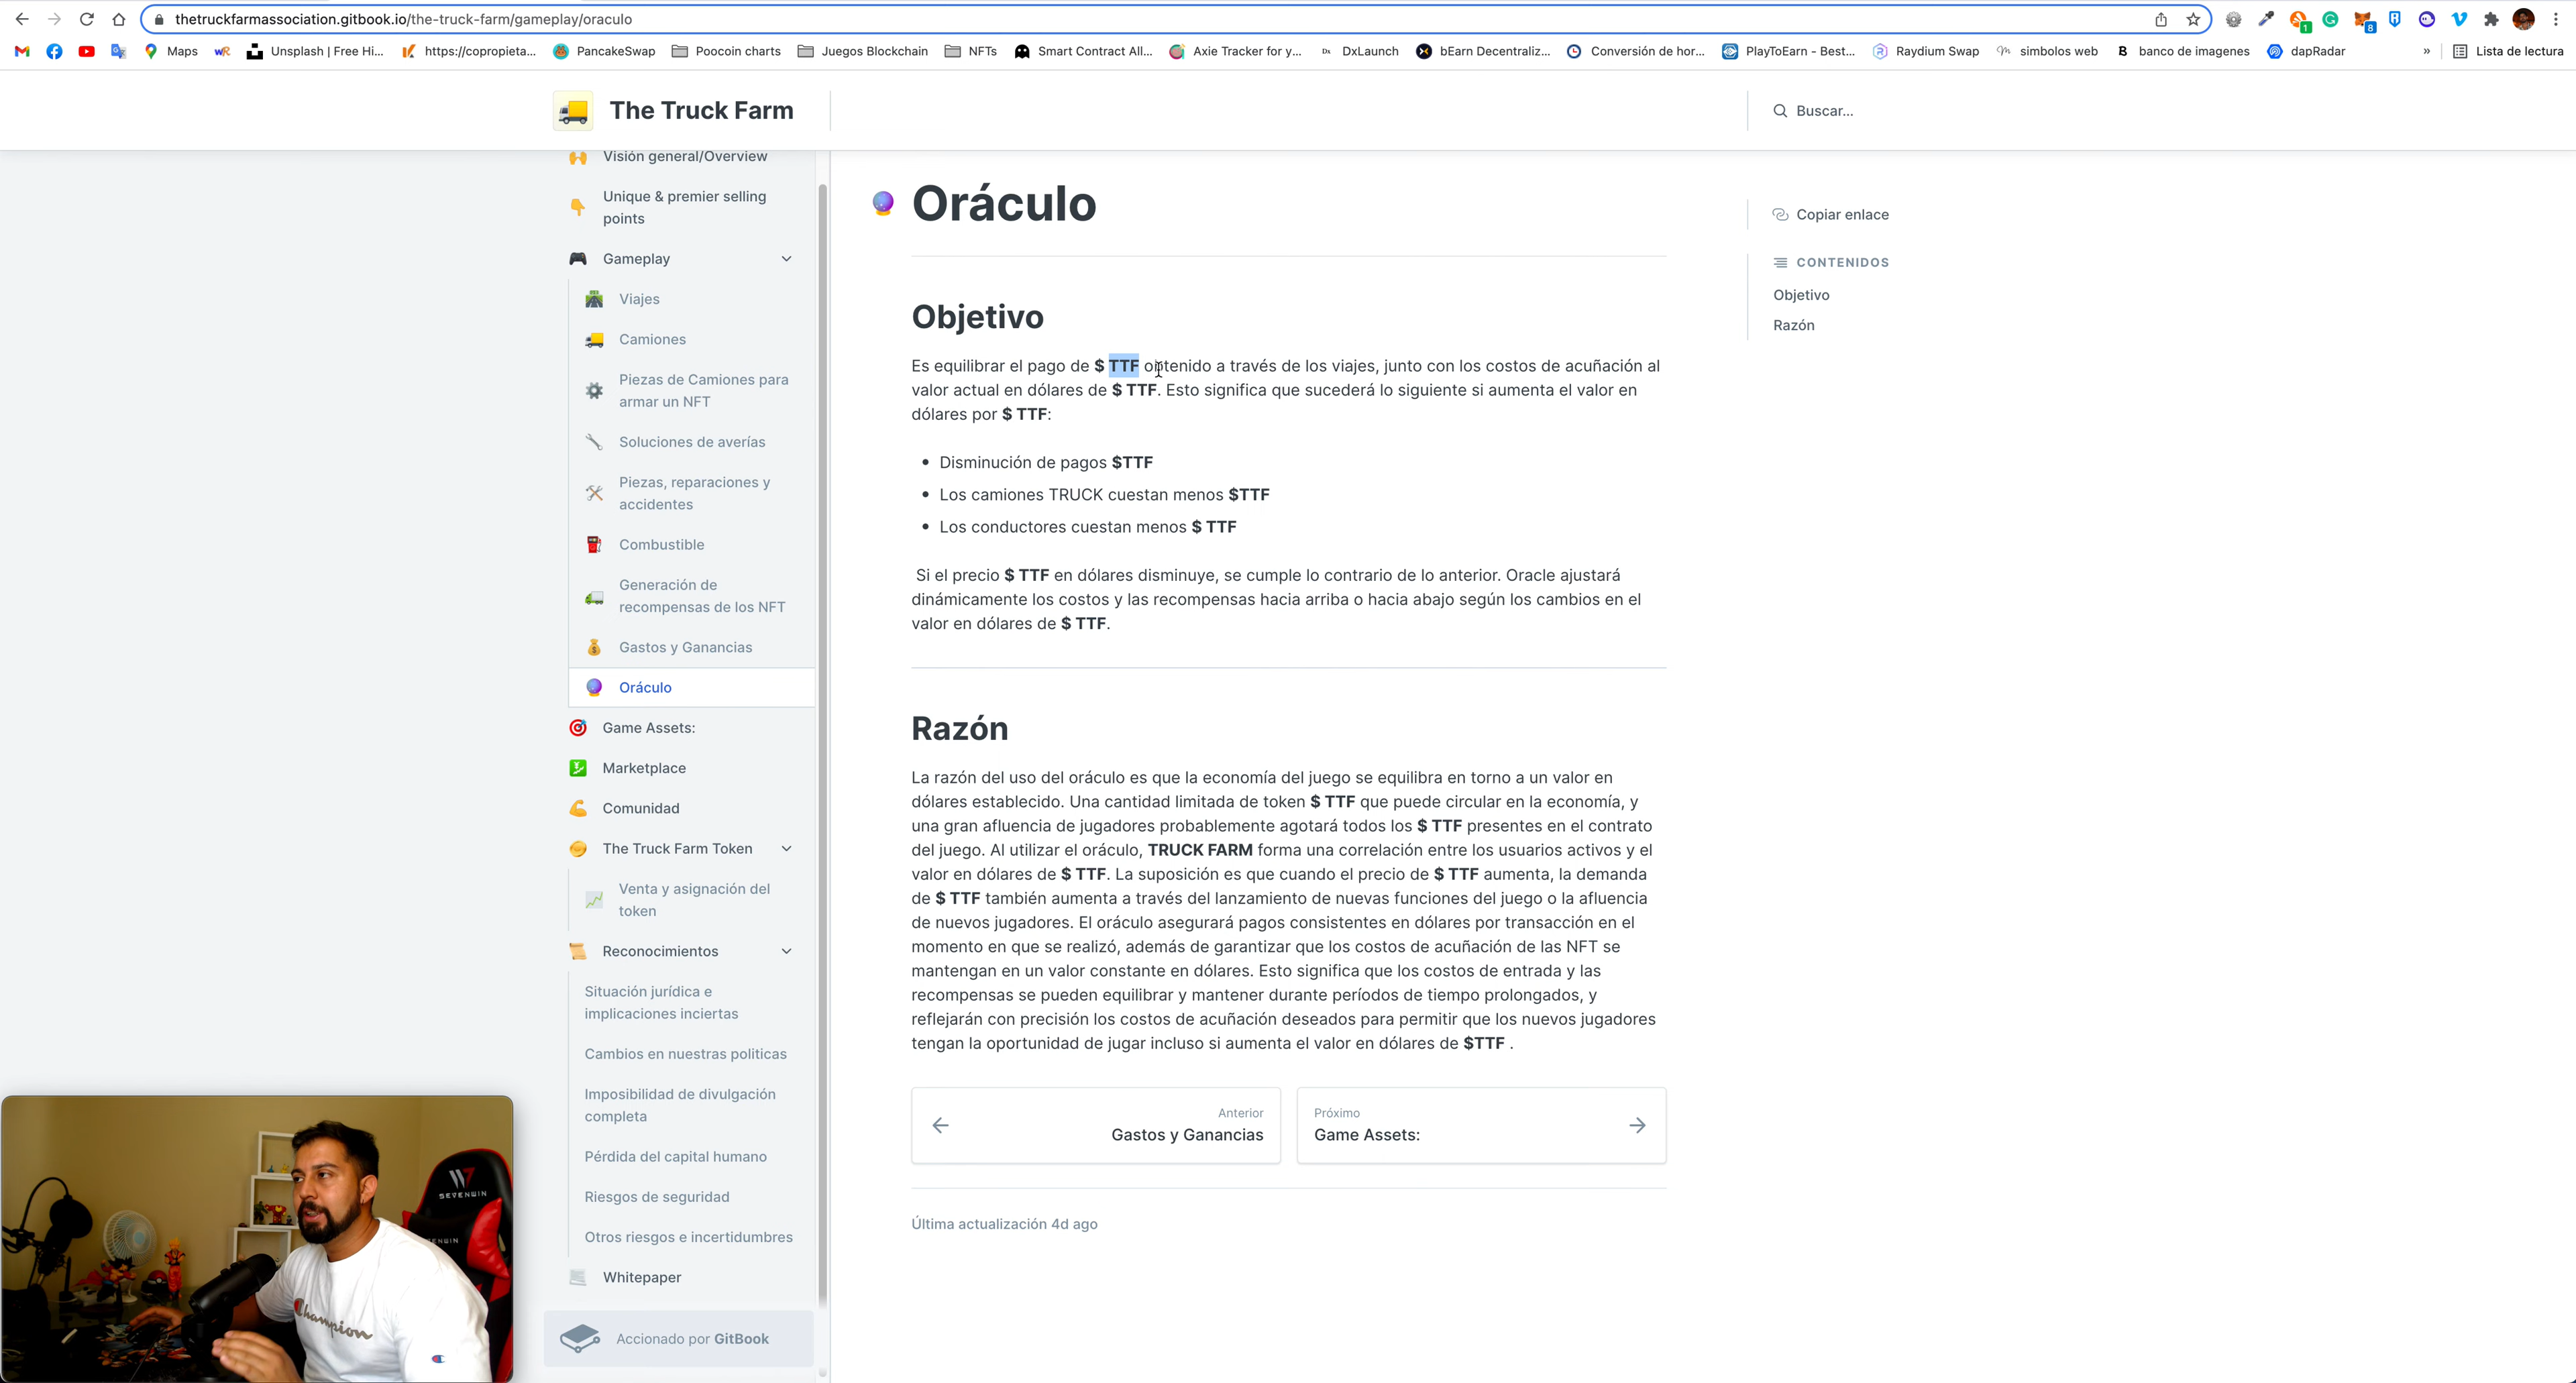 thetruckfarmassociation.gitbook.io/the-truck-farm/gameplay/oraculo
1
8
Maps
Unsplash | Free Hi...
https://copropieta...
PancakeSwap
Poocoin charts
Juegos Blockchain
NFTs
Smart Contract All...
Axie Tracker for y...
DxLaunch
bEarn Decentraliz...
Conversión de hor...
PlayToEarn - Best...
Raydium Swap
simbolos web
banco de imagenes
dapRadar
»
Lista de lectura
The Truck Farm
Buscar...
Visión general/Overview
Unique & premier selling
points
Gameplay
Viajes
Camiones
Piezas de Camiones para
armar un NFT
Soluciones de averías
Piezas, reparaciones y
accidentes
Combustible
Generación de
recompensas de los NFT
Gastos y Ganancias
Oráculo
Game Assets:
Marketplace
Comunidad
The Truck Farm Token
Venta y asignación del
token
Reconocimientos
Situación jurídica e
implicaciones inciertas
Cambios en nuestras politicas
Imposibilidad de divulgación
completa
Pérdida del capital humano
Riesgos de seguridad
Otros riesgos e incertidumbres
Whitepaper
Accionado por GitBook
Oráculo
Objetivo
Es equilibrar el pago de $ TTF obtenido a través de los viajes, junto con los costos de acuñación al
valor actual en dólares de $ TTF. Esto significa que sucederá lo siguiente si aumenta el valor en
dólares por $ TTF:
• Disminución de pagos $TTF
• Los camiones TRUCK cuestan menos $TTF
• Los conductores cuestan menos $ TTF
Si el precio $ TTF en dólares disminuye, se cumple lo contrario de lo anterior. Oracle ajustará
dinámicamente los costos y las recompensas hacia arriba o hacia abajo según los cambios en el
valor en dólares de $ TTF.
Razón
La razón del uso del oráculo es que la economía del juego se equilibra en torno a un valor en
dólares establecido. Una cantidad limitada de token $ TTF que puede circular en la economía, y
una gran afluencia de jugadores probablemente agotará todos los $ TTF presentes en el contrato
del juego. Al utilizar el oráculo, TRUCK FARM forma una correlación entre los usuarios activos y el
valor en dólares de $ TTF. La suposición es que cuando el precio de $ TTF aumenta, la demanda
de $ TTF también aumenta a través del lanzamiento de nuevas funciones del juego o la afluencia
de nuevos jugadores. El oráculo asegurará pagos consistentes en dólares por transacción en el
momento en que se realizó, además de garantizar que los costos de acuñación de las NFT se
mantengan en un valor constante en dólares. Esto significa que los costos de entrada y las
recompensas se pueden equilibrar y mantener durante períodos de tiempo prolongados, y
reflejarán con precisión los costos de acuñación deseados para permitir que los nuevos jugadores
tengan la oportunidad de jugar incluso si aumenta el valor en dólares de $TTF .
Anterior
Gastos y Ganancias
Próximo
Game Assets:
Última actualización 4d ago
Copiar enlace
CONTENIDOS
Objetivo
Razón
SEVENWIN
Champion